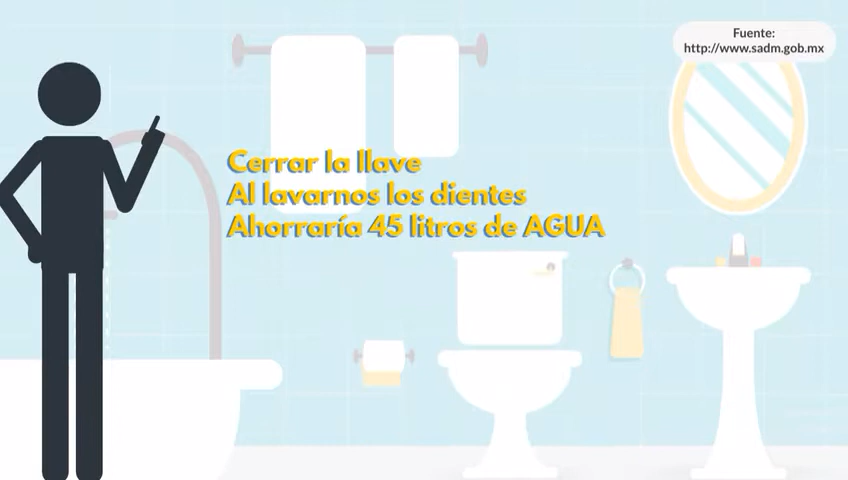 Fuente:
http://www.sadm.gob.mx
Cerrar la llave
Al lavarnos los dientes
Ahorraría 45 litros de AGUA